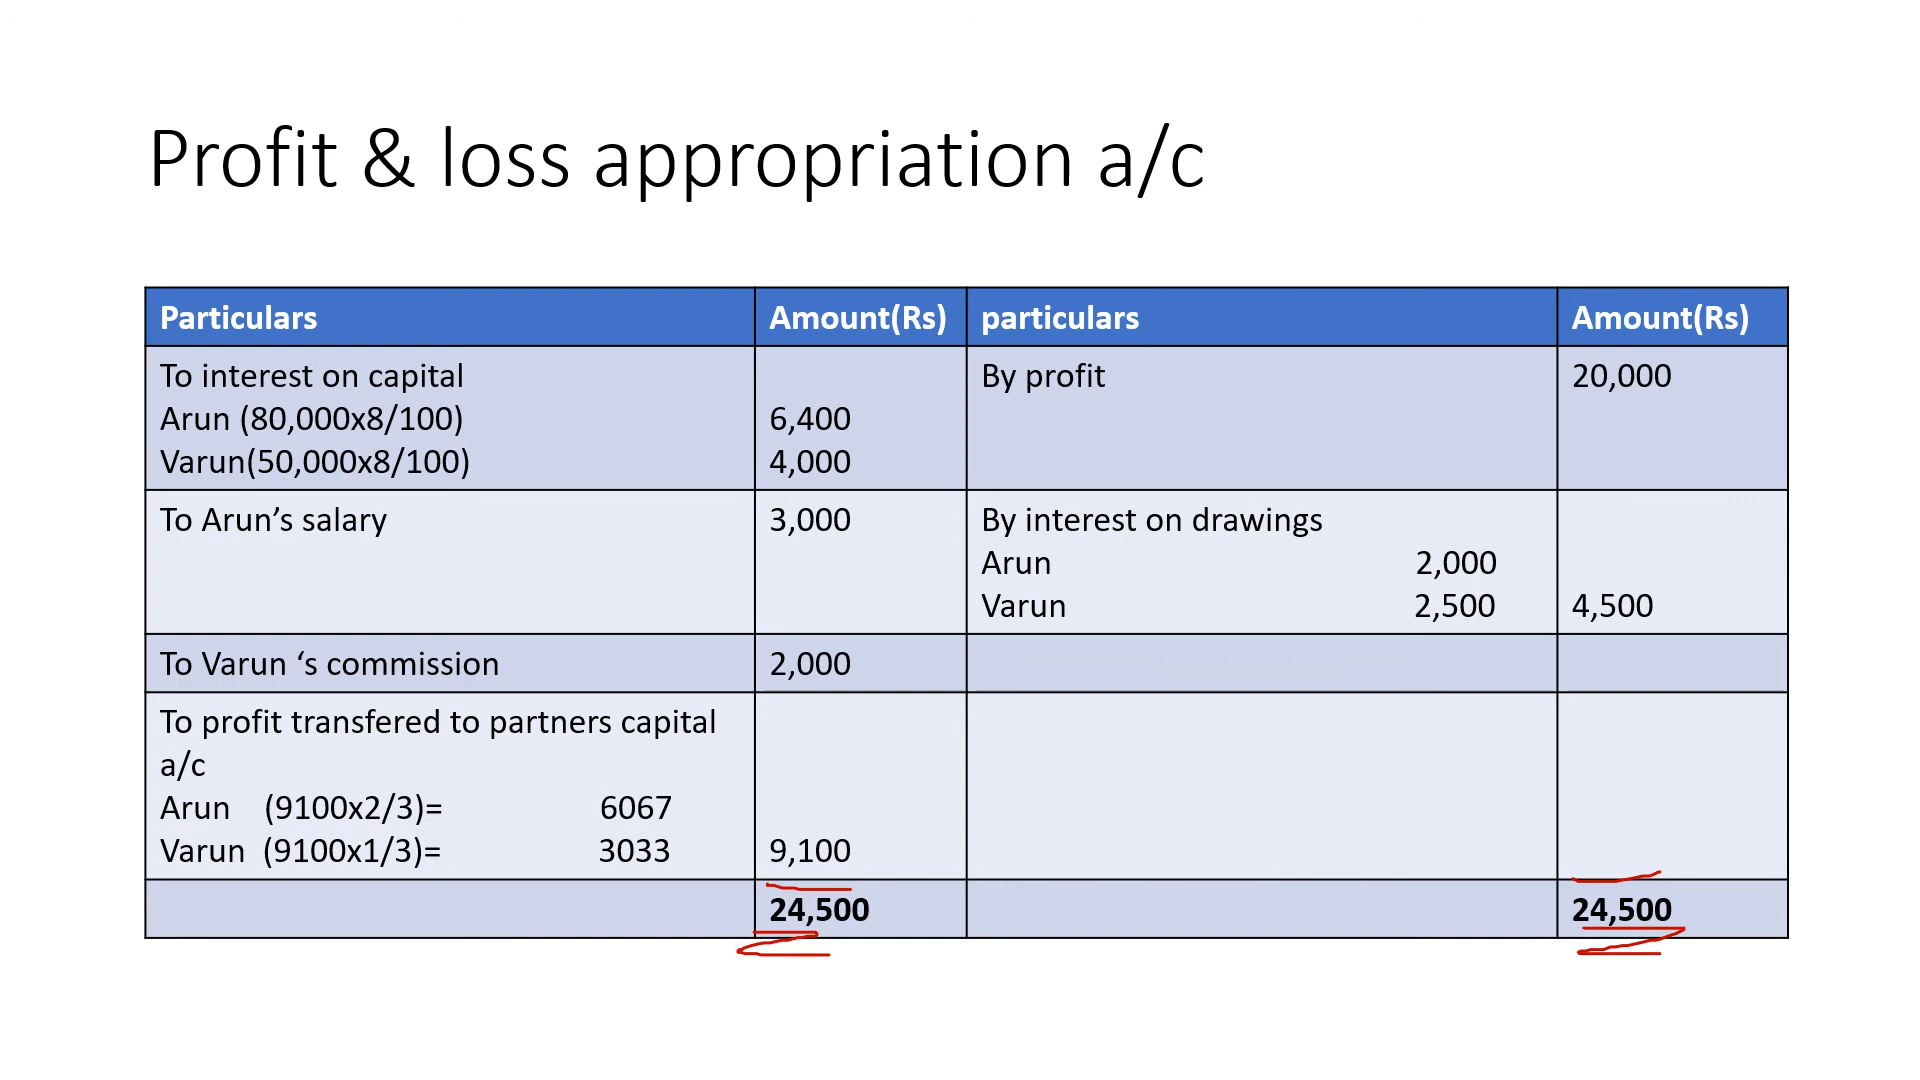 Profit & loss appropriation a/c
Particulars Amount(Rs) particulars Amount(Rs)
To interest on capital By profit 20,000
Arun (80,000x8/100) 6,400
Varun(50,000x8/100) 4,000
To Arun’s salary 3,000 By interest on drawings
Arun 2,000
Varun 2,500 4,500
To Varun ‘s commission 2,000
To profit transfered to partners capital
a/c
Arun (9100x2/3)= 6067
Varun (9100x1/3)= 3033 9,100
24,500 24,500